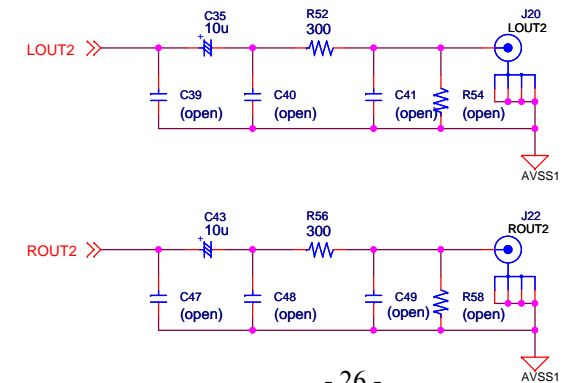 C35
10u
R52
300
J20
LOUT2
LOUT2
+
C39
(open)
C40
(open)
C41
(open)
R54
(open)
AVSS1
C43
10u
R56
300
J22
ROUT2
ROUT2
+
C47
(open)
C48
(open)
C49
(open)
R58
(open)
AVSS1
- 26 -